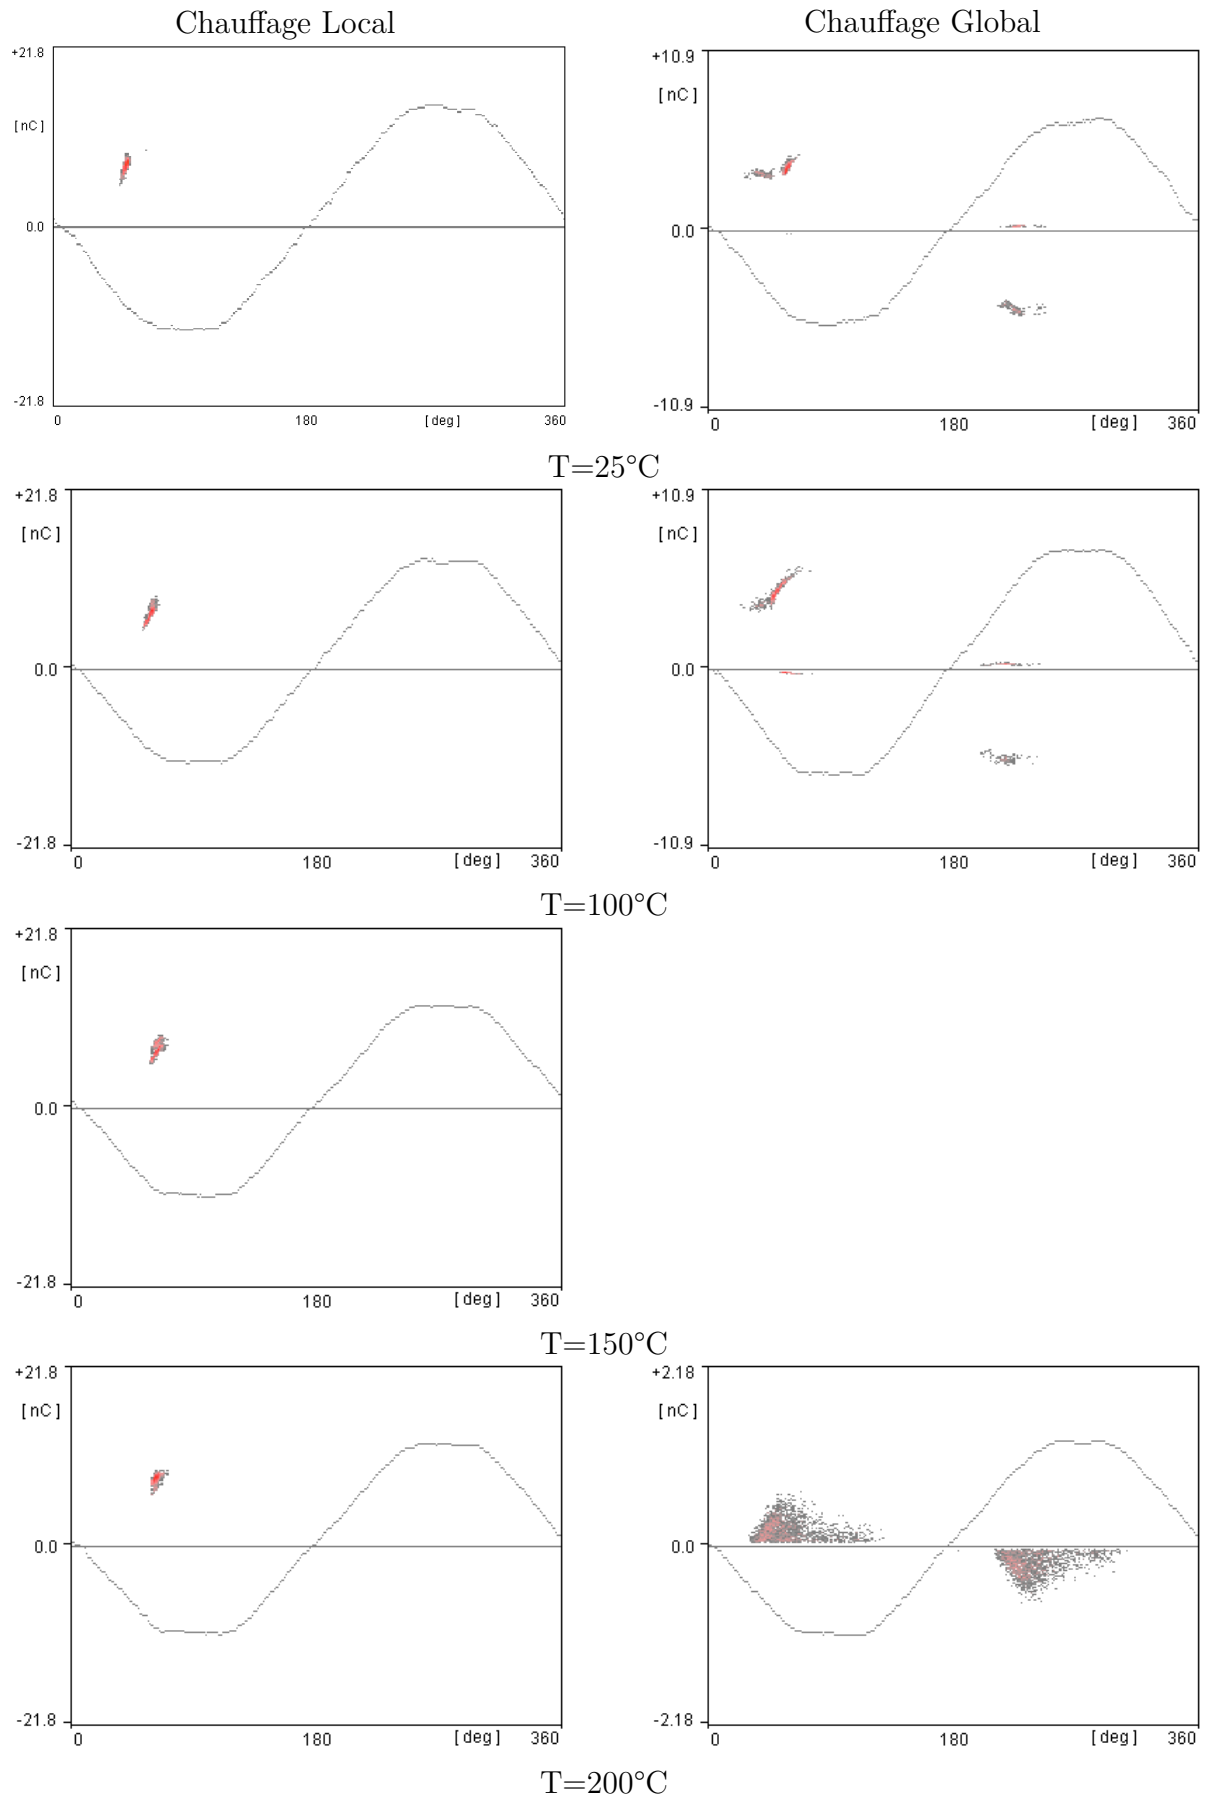 Chauffage Local
Chauffage Global
+21.8
[nC]
0.0
-21.8
0
180
[deg]
360
+10.9
[nC]
0.0
-10.9
0
180
[deg]
360
T=25°C
+21.8
[nC]
0.0
-21.8
0
180
[deg]
360
+10.9
[nC]
0.0
-10.9
0
180
[deg]
360
T=100°C
+21.8
[nC]
0.0
-21.8
0
180
[deg]
360
T=150°C
+21.8
[nC]
0.0
-21.8
0
180
[deg]
360
+2.18
[nC]
0.0
-2.18
0
180
[deg]
360
T=200°C